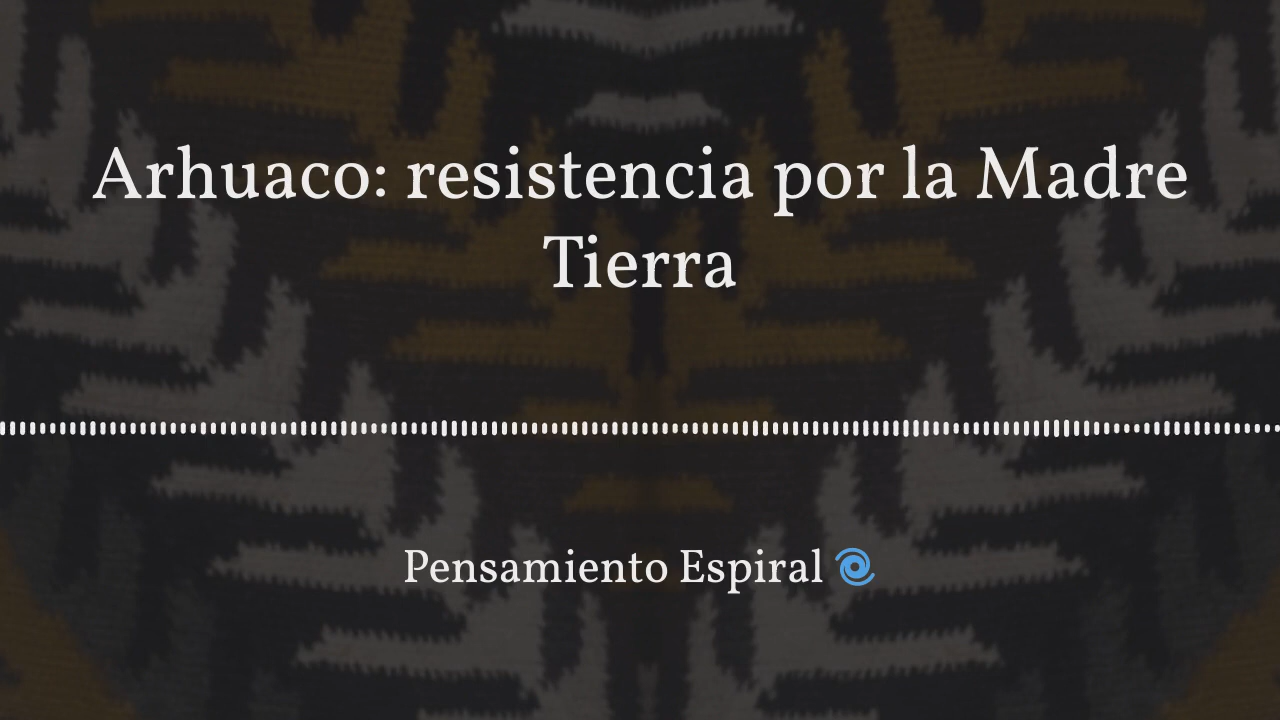 Arhuaco: resistencia por la Madre
Tierra
Pensamiento Espiral 🌀